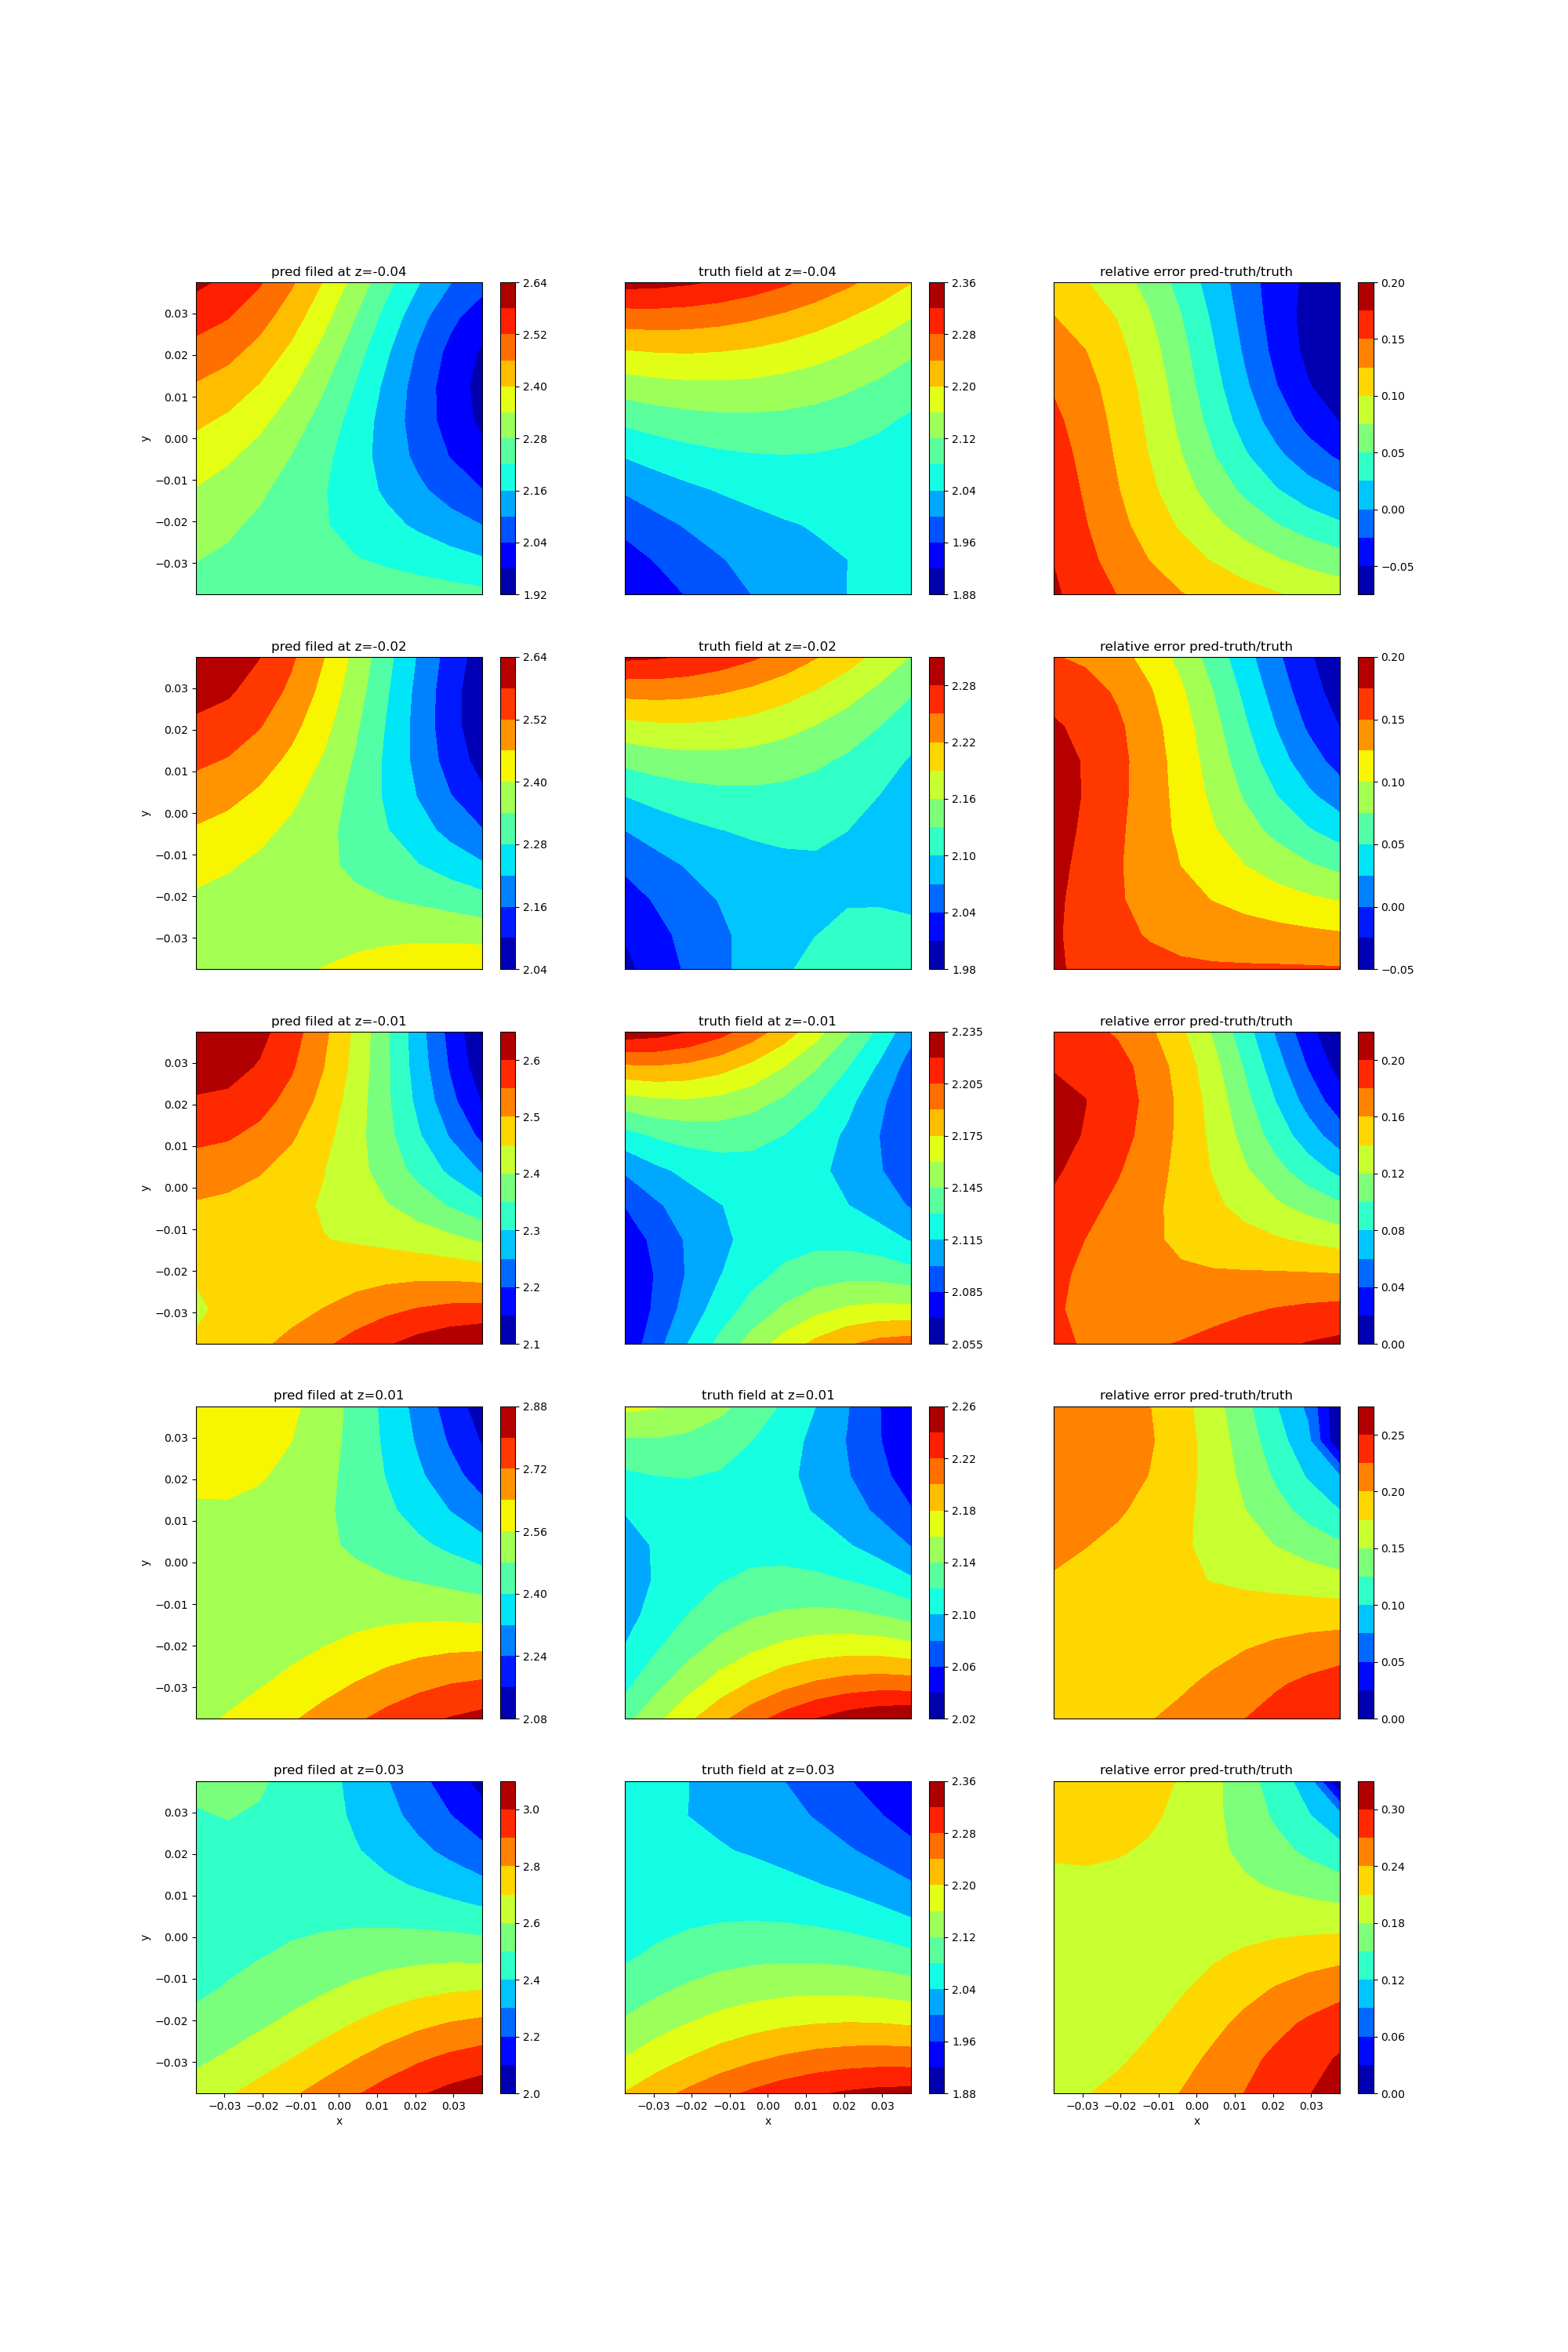 pred filed at z=-0.04 truth field at z=-0.04 relative error pred-truth/truth
0.03 0.02 0.01 0.00 −0.01 −0.02 −0.03
y
2.64 2.52 2.40 2.28 2.16 2.04 1.92
2.36 2.28 2.20 2.12 2.04 1.96 1.88
0.20 0.15 0.10 0.05 0.00 −0.05
pred filed at z=-0.02 truth field at z=-0.02 relative error pred-truth/truth
0.03 0.02 0.01 0.00 −0.01 −0.02 −0.03
y
2.64 2.52 2.40 2.28 2.16 2.04
2.28 2.22 2.16 2.10 2.04 1.98
0.20 0.15 0.10 0.05 0.00 −0.05
pred filed at z=-0.01 truth field at z=-0.01 relative error pred-truth/truth
0.03 0.02 0.01 0.00 −0.01 −0.02 −0.03
y
2.6 2.5 2.4 2.3 2.2 2.1
2.235 2.205 2.175 2.145 2.115 2.085 2.055
0.20 0.16 0.12 0.08 0.04 0.00
pred filed at z=0.01 truth field at z=0.01 relative error pred-truth/truth
0.03 0.02 0.01 0.00 −0.01 −0.02 −0.03
y
2.88 2.72 2.56 2.40 2.24 2.08
2.26 2.22 2.18 2.14 2.10 2.06 2.02
0.25 0.20 0.15 0.10 0.05 0.00
pred filed at z=0.03 truth field at z=0.03 relative error pred-truth/truth
0.03 0.02 0.01 0.00 −0.01 −0.02 −0.03
y
3.0 2.8 2.6 2.4 2.2 2.0
2.36 2.28 2.20 2.12 2.04 1.96 1.88
0.30 0.24 0.18 0.12 0.06 0.00
−0.03 −0.02 −0.01 0.00 0.01 0.02 0.03 −0.03 −0.02 −0.01 0.00 0.01 0.02 0.03 −0.03 −0.02 −0.01 0.00 0.01 0.02 0.03
x x x